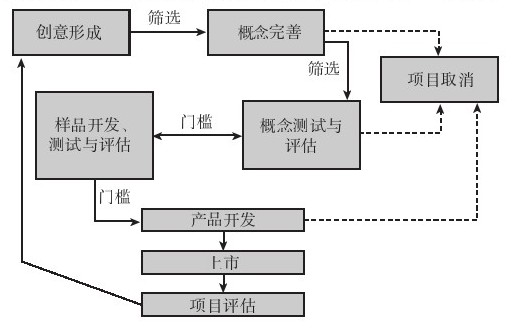 创意形成
筛选
概念完善
筛选
项目取消
样品开发、
测试与评估
门槛
概念测试与
评估
门槛
产品开发
上市
项目评估